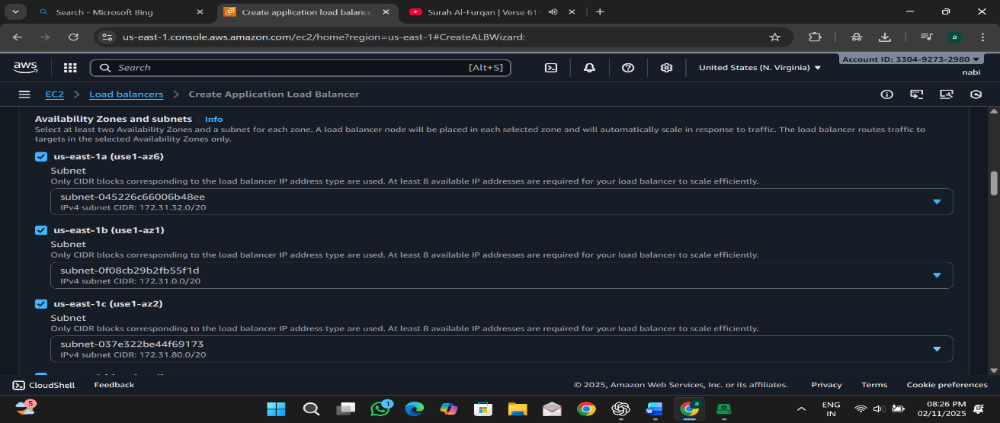 Search - Microsoft Bing
Create application load balance
Surah Al-Furqan | Verse 61-
us-east-1.console.aws.amazon.com/ec2/home?region=us-east-1#CreateALBWizard:
a
aws
Search
[Alt+S]
United States (N. Virginia)
Account ID: 3304-9273-2980
nabi
EC2 > Load balancers > Create Application Load Balancer
Availability Zones and subnets | Info
Select at least two Availability Zones and a subnet for each zone. A load balancer node will be placed in each selected zone and will automatically scale in response to traffic. The load balancer routes traffic to
targets in the selected Availability Zones only.
us-east-1a (use1-az6)
Subnet
Only CIDR blocks corresponding to the load balancer IP address type are used. At least 8 available IP addresses are required for your load balancer to scale efficiently.
subnet-045226c66006b48ee
IPv4 subnet CIDR: 172.31.32.0/20
us-east-1b (use1-az1)
Subnet
Only CIDR blocks corresponding to the load balancer IP address type are used. At least 8 available IP addresses are required for your load balancer to scale efficiently.
subnet-0f08cb29b2fb55f1d
IPv4 subnet CIDR: 172.31.0.0/20
us-east-1c (use1-az2)
Subnet
Only CIDR blocks corresponding to the load balancer IP address type are used. At least 8 available IP addresses are required for your load balancer to scale efficiently.
subnet-037e322be44f69173
IPv4 subnet CIDR: 172.31.80.0/20
CloudShell
Feedback
© 2025, Amazon Web Services, Inc. or its affiliates.
Privacy
Terms
Cookie preferences
5
1
ENG
IN
08:26 PM
02/11/2025